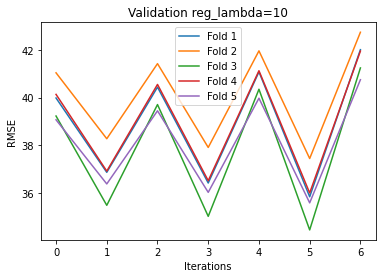 Validation reg_lambda=10
Fold 1
Fold 2
Fold 3
Fold 4
Fold 5
RMSE
42
40
38
36
0 1 2 3 4 5 6
Iterations